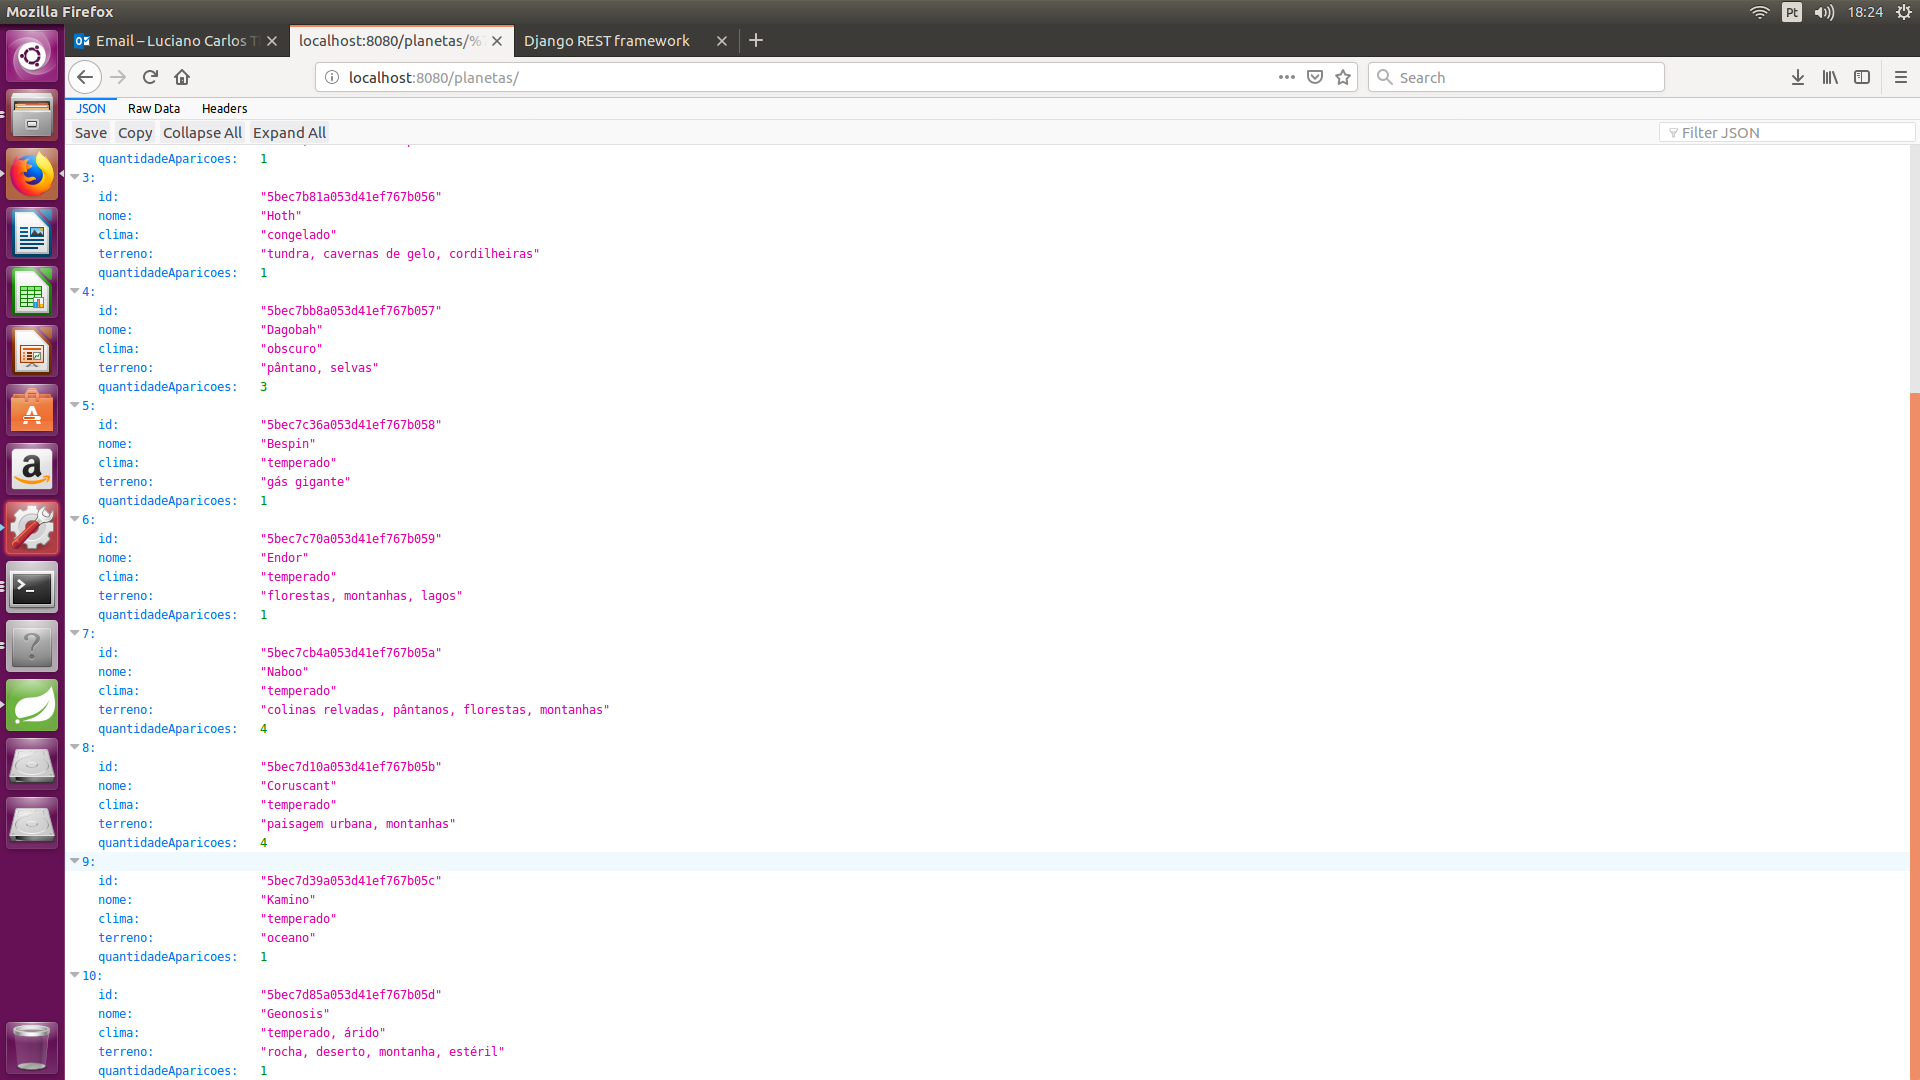 Mozilla Firefox
Pt
18:24
Email – Luciano Carlos T
localhost:8080/planetas/%
Django REST framework
localhost:8080/planetas/
Search
JSON Raw Data Headers
Save Copy Collapse All Expand All
Filter JSON
quantidadeAparicoes: 1
3:
id: "5bec7b81a053d41ef767b056"
nome: "Hoth"
clima: "congelado"
terreno: "tundra, cavernas de gelo, cordilheiras"
quantidadeAparicoes: 1
4:
id: "5bec7bb8a053d41ef767b057"
nome: "Dagobah"
clima: "obscuro"
terreno: "pântano, selvas"
quantidadeAparicoes: 3
5:
id: "5bec7c36a053d41ef767b058"
nome: "Bespin"
clima: "temperado"
terreno: "gás gigante"
quantidadeAparicoes: 1
6:
id: "5bec7c70a053d41ef767b059"
nome: "Endor"
clima: "temperado"
terreno: "florestas, montanhas, lagos"
quantidadeAparicoes: 1
7:
id: "5bec7cb4a053d41ef767b05a"
nome: "Naboo"
clima: "temperado"
terreno: "colinas relvadas, pântanos, florestas, montanhas"
quantidadeAparicoes: 4
8:
id: "5bec7d10a053d41ef767b05b"
nome: "Coruscant"
clima: "temperado"
terreno: "paisagem urbana, montanhas"
quantidadeAparicoes: 4
9:
id: "5bec7d39a053d41ef767b05c"
nome: "Kamino"
clima: "temperado"
terreno: "oceano"
quantidadeAparicoes: 1
10:
id: "5bec7d85a053d41ef767b05d"
nome: "Geonosis"
clima: "temperado, árido"
terreno: "rocha, deserto, montanha, estéril"
quantidadeAparicoes: 1